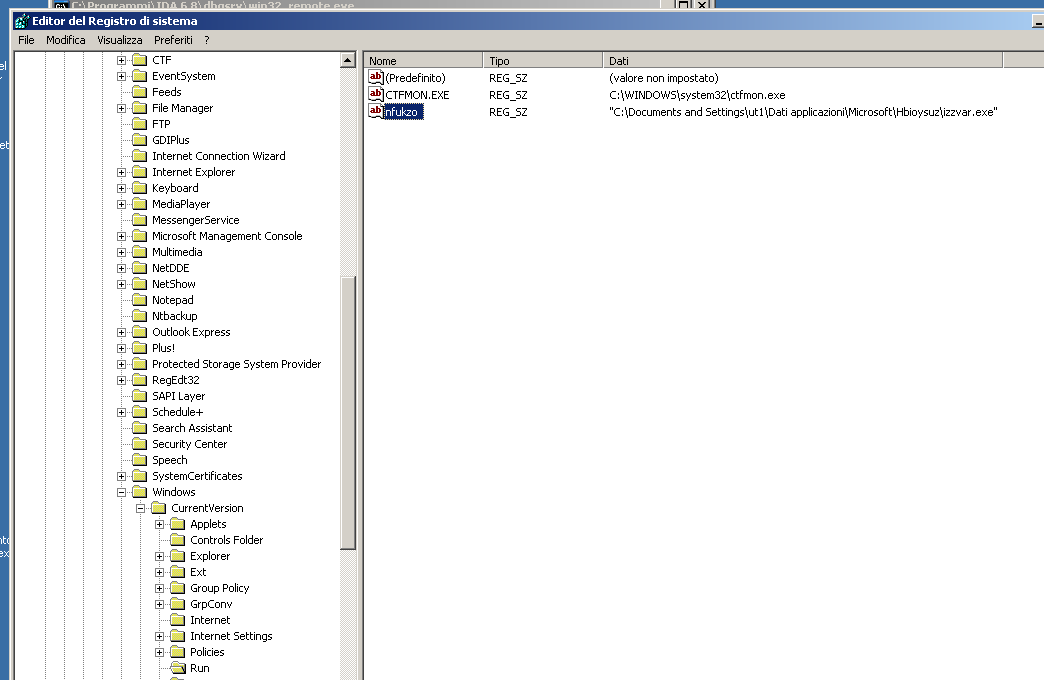 C:\Programmi\IDA 6.8\dbgsrv\win32_remote.exe
Editor del Registro di sistema
File Modifica Visualizza Preferiti ?
CTF
EventSystem
Feeds
File Manager
FTP
GDIPlus
Internet Connection Wizard
Internet Explorer
Keyboard
MediaPlayer
MessengerService
Microsoft Management Console
Multimedia
NetDDE
NetShow
Notepad
Ntbackup
Outlook Express
Plus!
Protected Storage System Provider
RegEdt32
SAPI Layer
Schedule+
Search Assistant
Security Center
Speech
SystemCertificates
Windows
CurrentVersion
Applets
Controls Folder
Explorer
Ext
Group Policy
GrpConv
Internet
Internet Settings
Policies
Run
Nome Tipo Dati
(Predefinito) REG_SZ (valore non impostato)
CTFMON.EXE REG_SZ C:\WINDOWS\system32\ctfmon.exe
nfukzo REG_SZ "C:\Documents and Settings\ut1\Dati applicazioni\Microsoft\Hbioysuz\izzvar.exe"